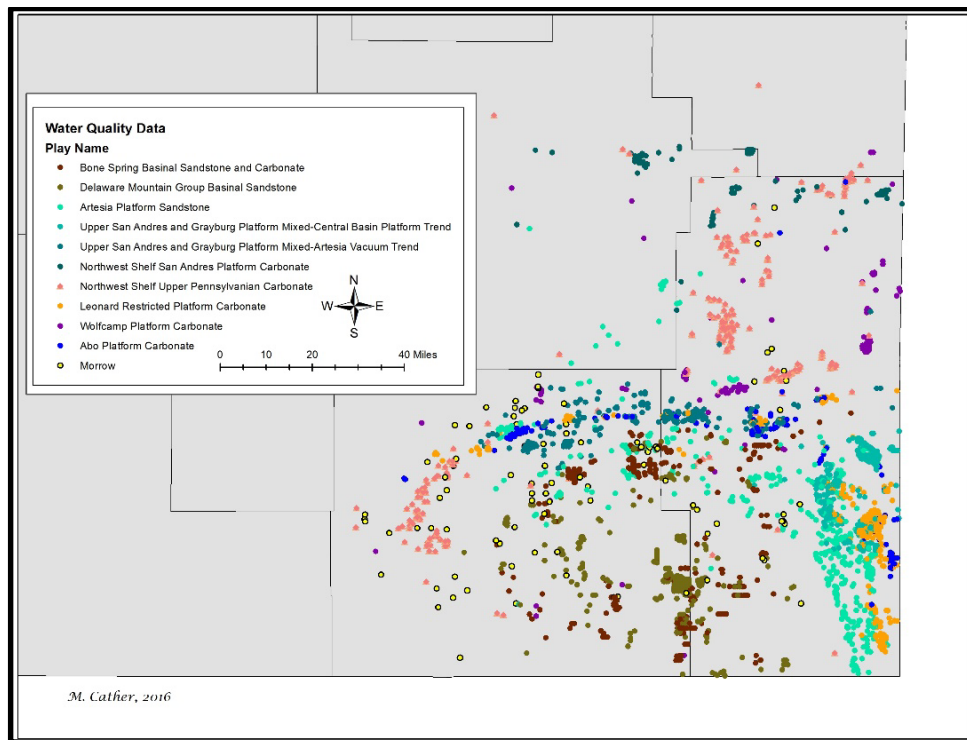 Water Quality Data
Play Name
Bone Spring Basinal Sandstone and Carbonate
Delaware Mountain Group Basinal Sandstone
Artesia Platform Sandstone
Upper San Andres and Grayburg Platform Mixed-Central Basin Platform Trend
Upper San Andres and Grayburg Platform Mixed-Artesia Vacuum Trend
Northwest Shelf San Andres Platform Carbonate
Northwest Shelf Upper Pennsylvanian Carbonate
Leonard Restricted Platform Carbonate
Wolfcamp Platform Carbonate
Abo Platform Carbonate
Morrow
N
W E
S
0 10 20 40 Miles
M. Cather, 2016